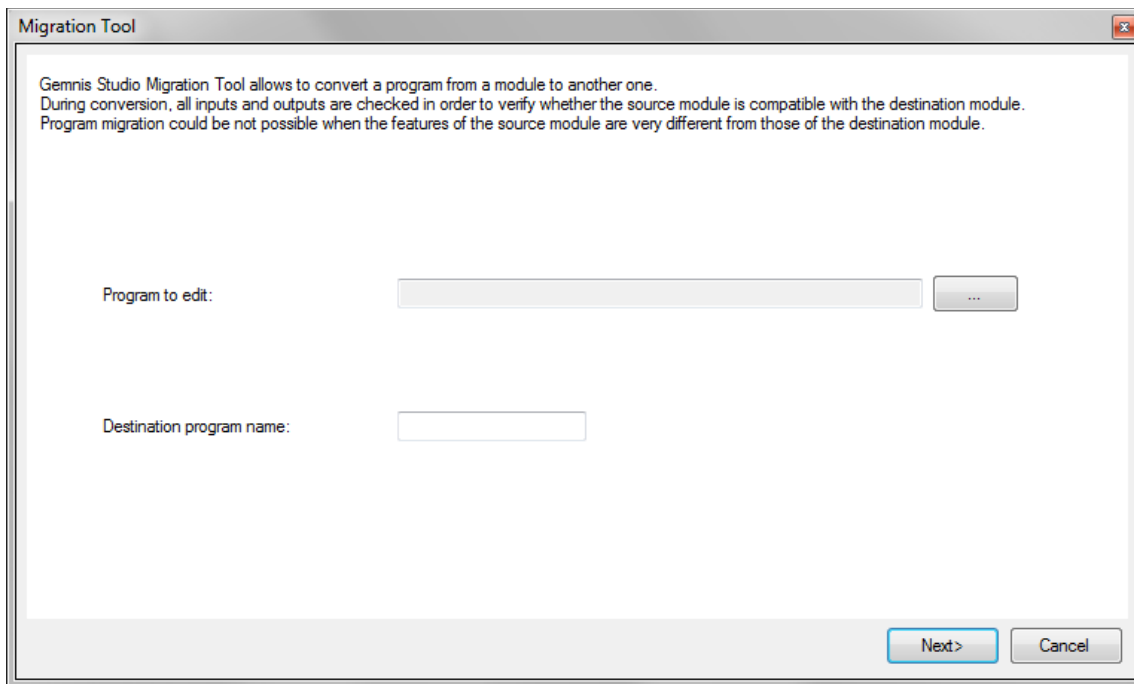 Migration Tool
Gemnis Studio Migration Tool allows to convert a program from a module to another one.
During conversion, all inputs and outputs are checked in order to verify whether the source module is compatible with the destination module.
Program migration could be not possible when the features of the source module are very different from those of the destination module.
Program to edit:
...
Destination program name:
Next>
Cancel